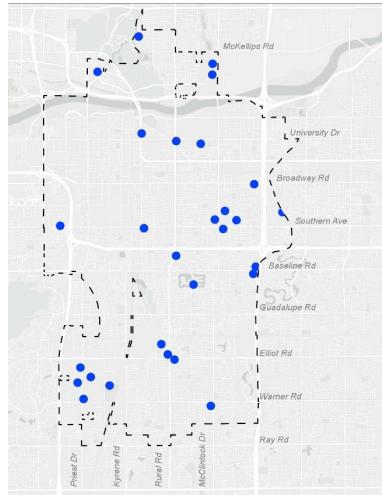 McKellips Rd
University Dr
Broadway Rd
Southern Ave
Baseline Rd
Guadalupe Rd
Elliot Rd
Warner Rd
Ray Rd
Priest Dr
Kyrene Rd
Rural Rd
McClintock Dr